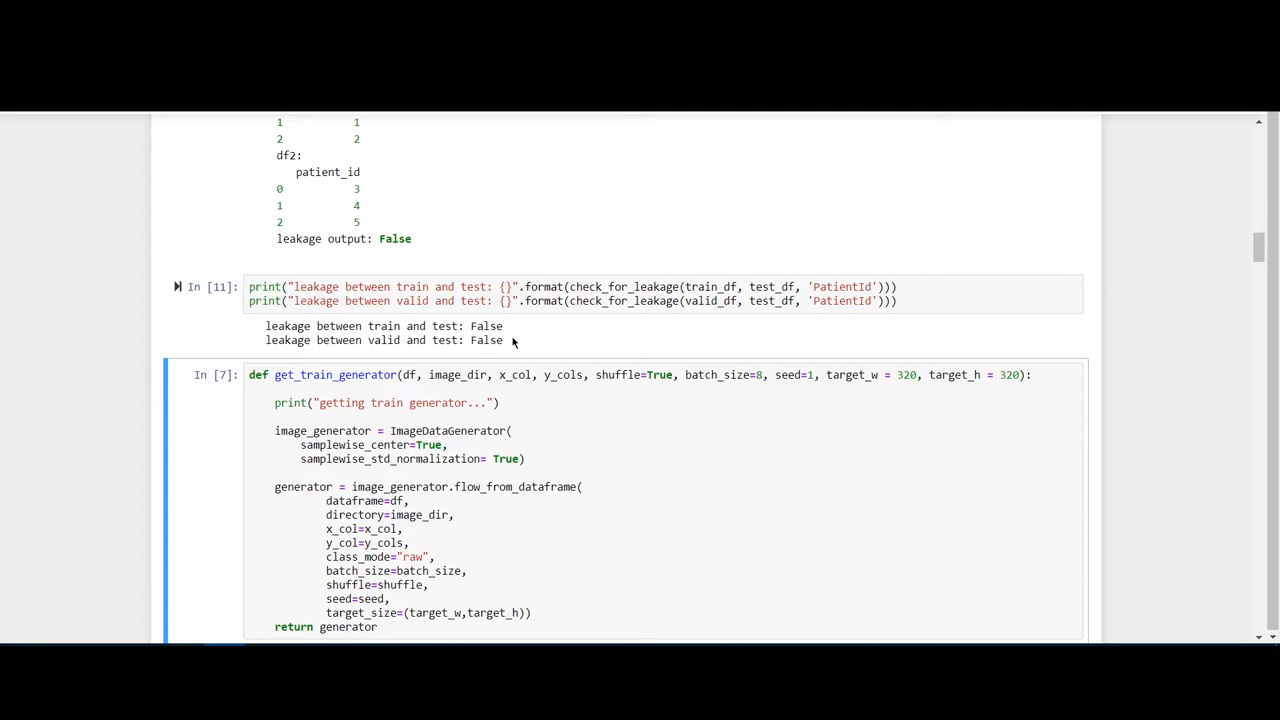 1 1
2 2
df2:
patient_id
0 3
1 4
2 5
leakage output: False
In [11]: print("leakage between train and test: {}".format(check_for_leakage(train_df, test_df, 'PatientId')))
print("leakage between valid and test: {}".format(check_for_leakage(valid_df, test_df, 'PatientId')))
leakage between train and test: False
leakage between valid and test: False
In [7]: def get_train_generator(df, image_dir, x_col, y_cols, shuffle=True, batch_size=8, seed=1, target_w = 320, target_h = 320):
print("getting train generator...")
image_generator = ImageDataGenerator(
samplewise_center=True,
samplewise_std_normalization= True)
generator = image_generator.flow_from_dataframe(
dataframe=df,
directory=image_dir,
x_col=x_col,
y_col=y_cols,
class_mode="raw",
batch_size=batch_size,
shuffle=shuffle,
seed=seed,
target_size=(target_w,target_h))
return generator